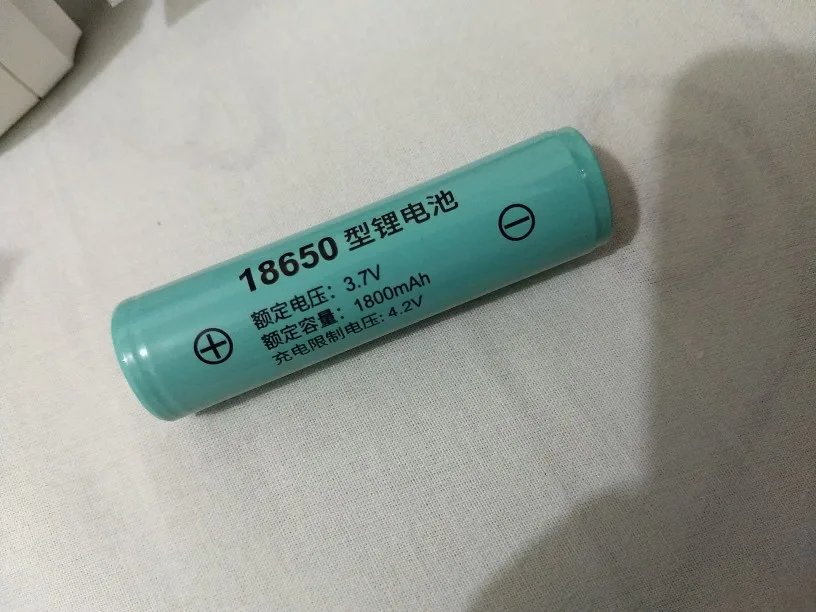 18650 型锂电池
额定电压: 3.7V
额定容量: 1800mAh
充电限制电压: 4.2V